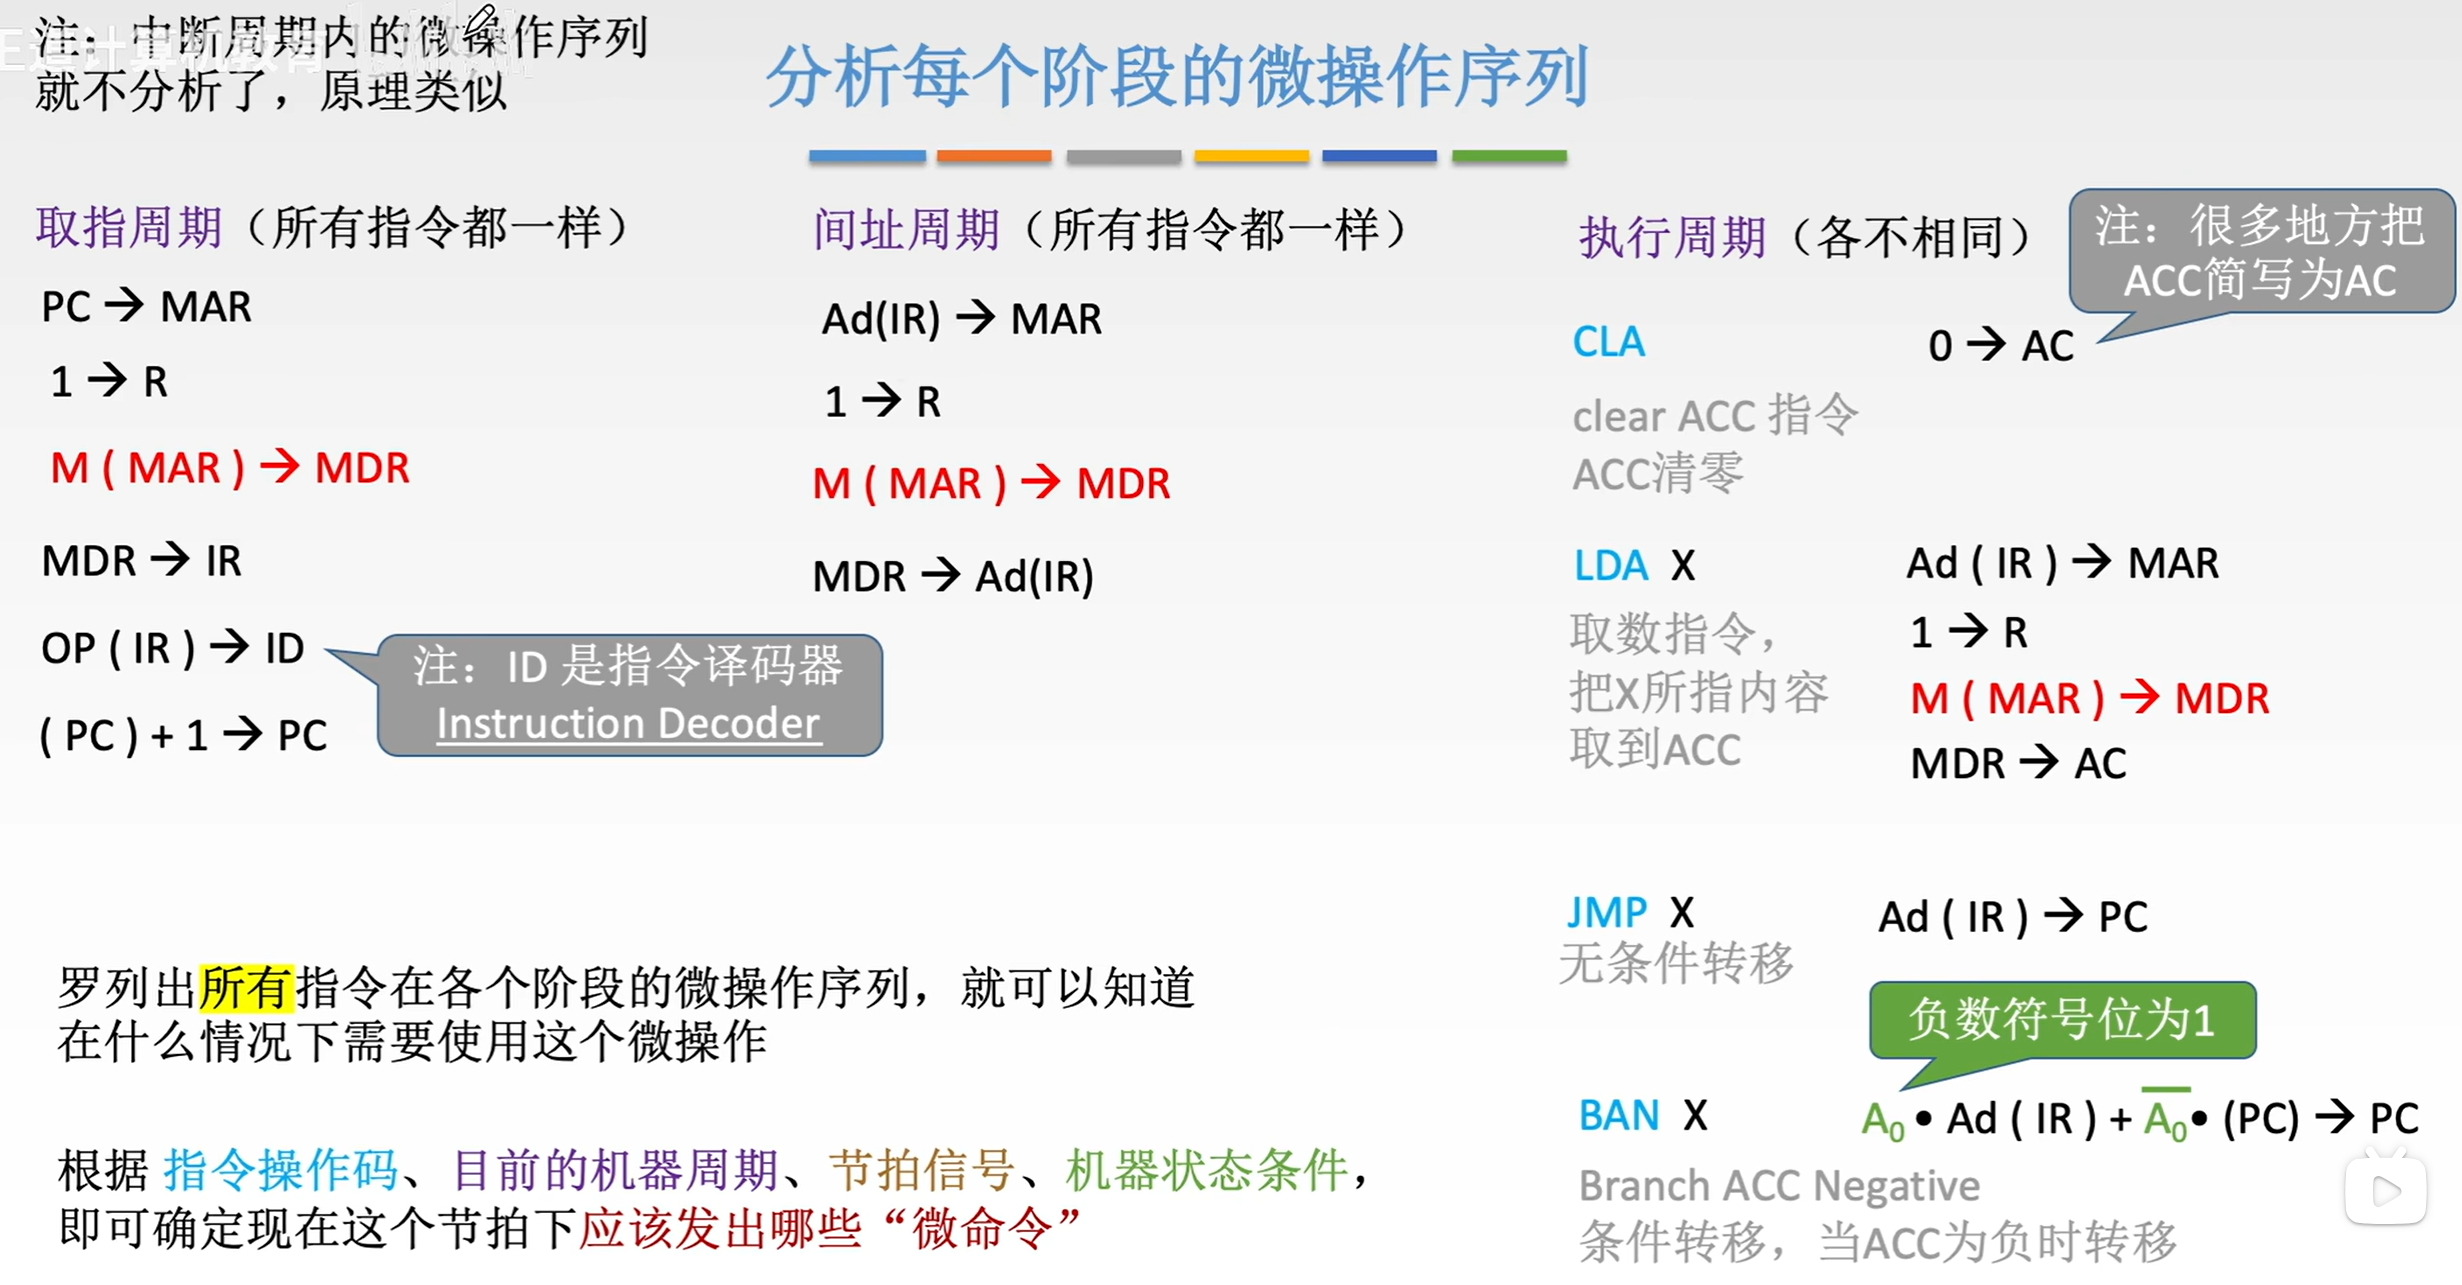 注：中断周期内的微操作序列
就不分析了，原理类似
王道计算机教育
分析每个阶段的微操作序列
取指周期（所有指令都一样）
PC → MAR
1 → R
M ( MAR ) → MDR
MDR → IR
OP ( IR ) → ID
( PC ) + 1 → PC
注：ID 是指令译码器
Instruction Decoder
间址周期（所有指令都一样）
Ad(IR) → MAR
1 → R
M ( MAR ) → MDR
MDR → Ad(IR)
执行周期（各不相同）
注：很多地方把
ACC简写为AC
CLA 0 → AC
clear ACC 指令
ACC清零
LDA X
取数指令，
把X所指内容
取到ACC
Ad ( IR ) → MAR
1 → R
M ( MAR ) → MDR
MDR → AC
JMP X Ad ( IR ) → PC
无条件转移
负数符号位为1
BAN X A₀ • Ad ( IR ) + A̅₀ • (PC) → PC
Branch ACC Negative
条件转移，当ACC为负时转移
罗列出所有指令在各个阶段的微操作序列，就可以知道
在什么情况下需要使用这个微操作
根据 指令操作码、目前的机器周期、节拍信号、机器状态条件，
即可确定现在这个节拍下应该发出哪些“微命令”